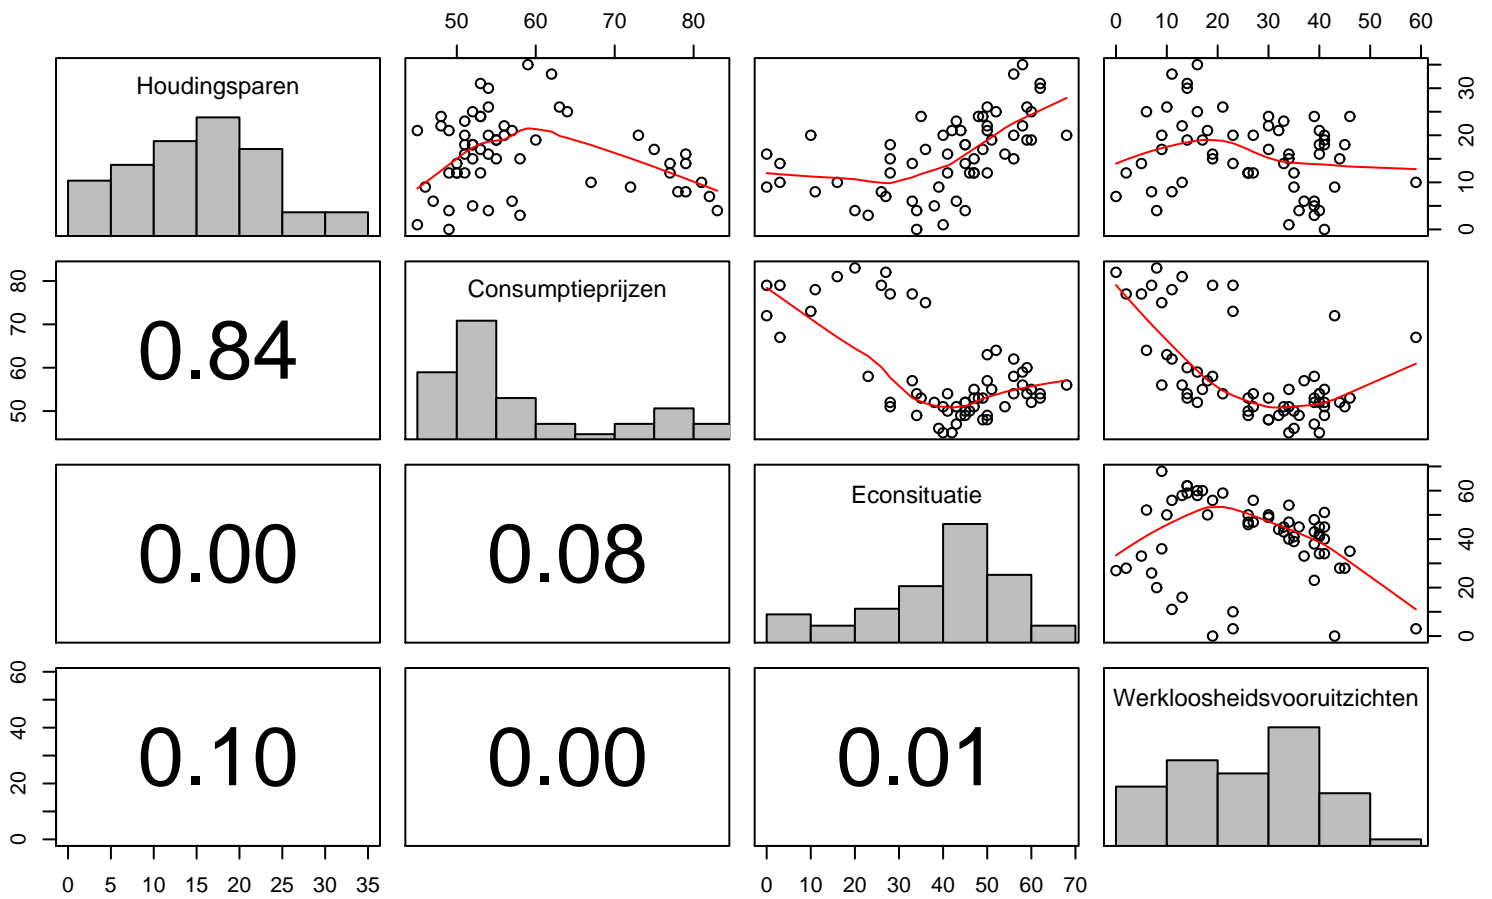 50 60 70 80
0 10 20 30 40 50 60
Houdingsparen
0 10 20 30
50 60 70 80
0.84
Consumptieprijzen
0.00
0.08
Econsituatie
0 20 40 60
0 20 40 60
0.10
0.00
0.01
Werkloosheidsvooruitzichten
0 5 10 15 20 25 30 35
0 10 20 30 40 50 60 70